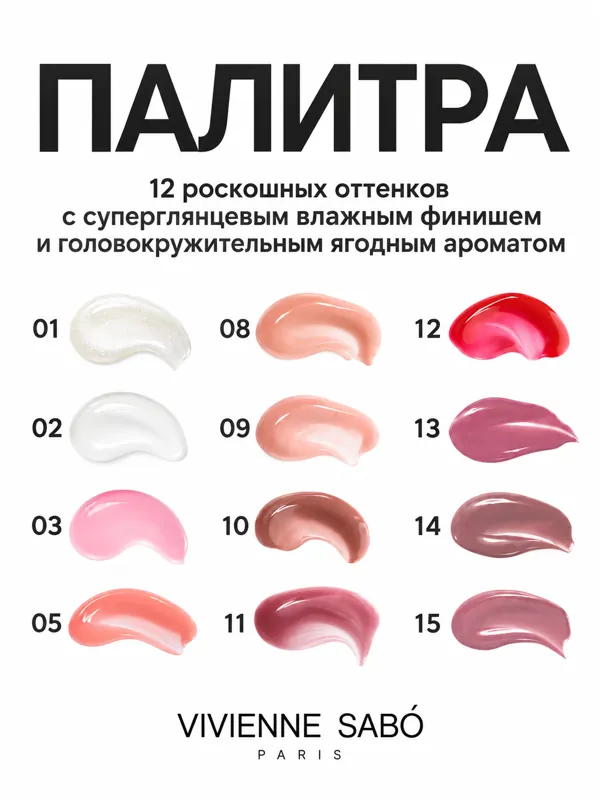 ПАЛИТРА
12 роскошных оттенков
с суперглянцевым влажным финишем
и головокружительным ягодным ароматом
01 08 12
02 09 13
03 10 14
05 11 15
VIVIENNE SABÓ
PARIS